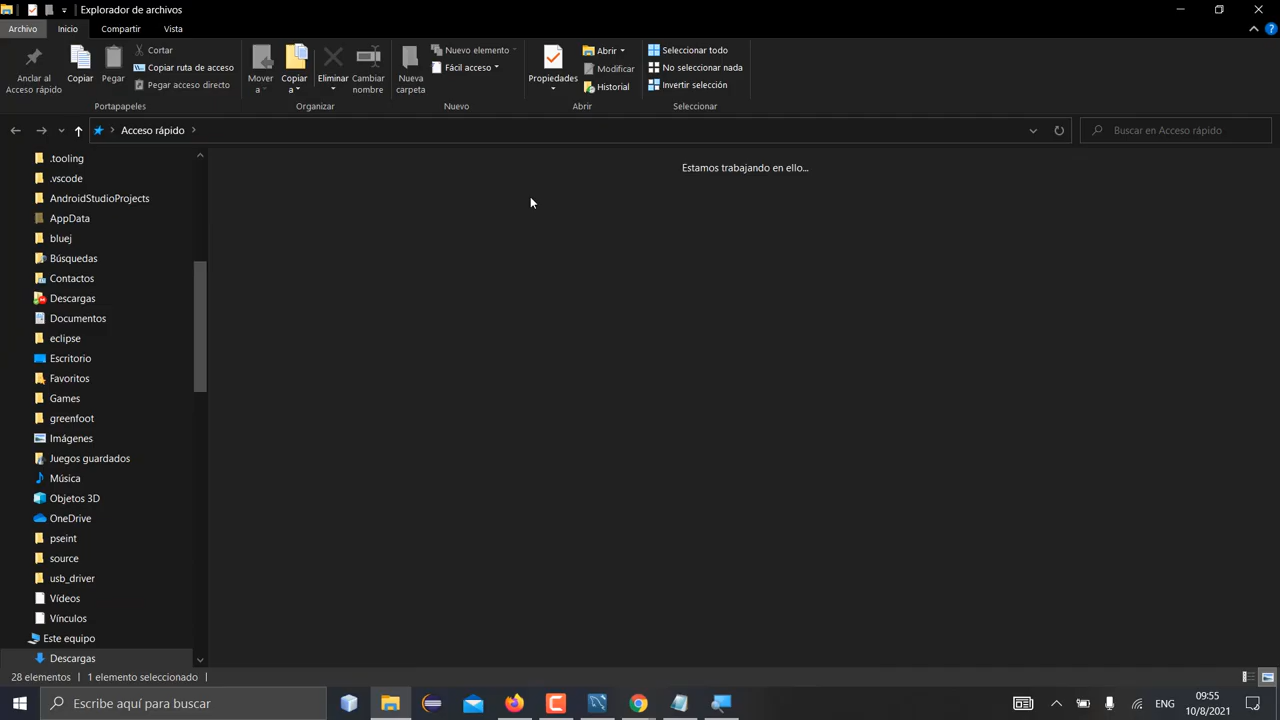 Explorador de archivos
Archivo
Inicio
Compartir
Vista
Anclar al
Acceso rápido
Copiar
Pegar
Cortar
Copiar ruta de acceso
Pegar acceso directo
Portapapeles
Mover
a
Copiar
a
Eliminar
Cambiar
nombre
Organizar
Nueva
carpeta
Nuevo elemento
Fácil acceso
Nuevo
Propiedades
Abrir
Modificar
Historial
Abrir
Seleccionar todo
No seleccionar nada
Invertir selección
Seleccionar
Acceso rápido
Buscar en Acceso rápido
.tooling
.vscode
AndroidStudioProjects
AppData
bluej
Búsquedas
Contactos
Descargas
Documentos
eclipse
Escritorio
Favoritos
Games
greenfoot
Imágenes
Juegos guardados
Música
Objetos 3D
OneDrive
pseint
source
usb_driver
Vídeos
Vínculos
Este equipo
Descargas
Estamos trabajando en ello...
28 elementos
1 elemento seleccionado
Escribe aquí para buscar
ENG
09:55
10/8/2021